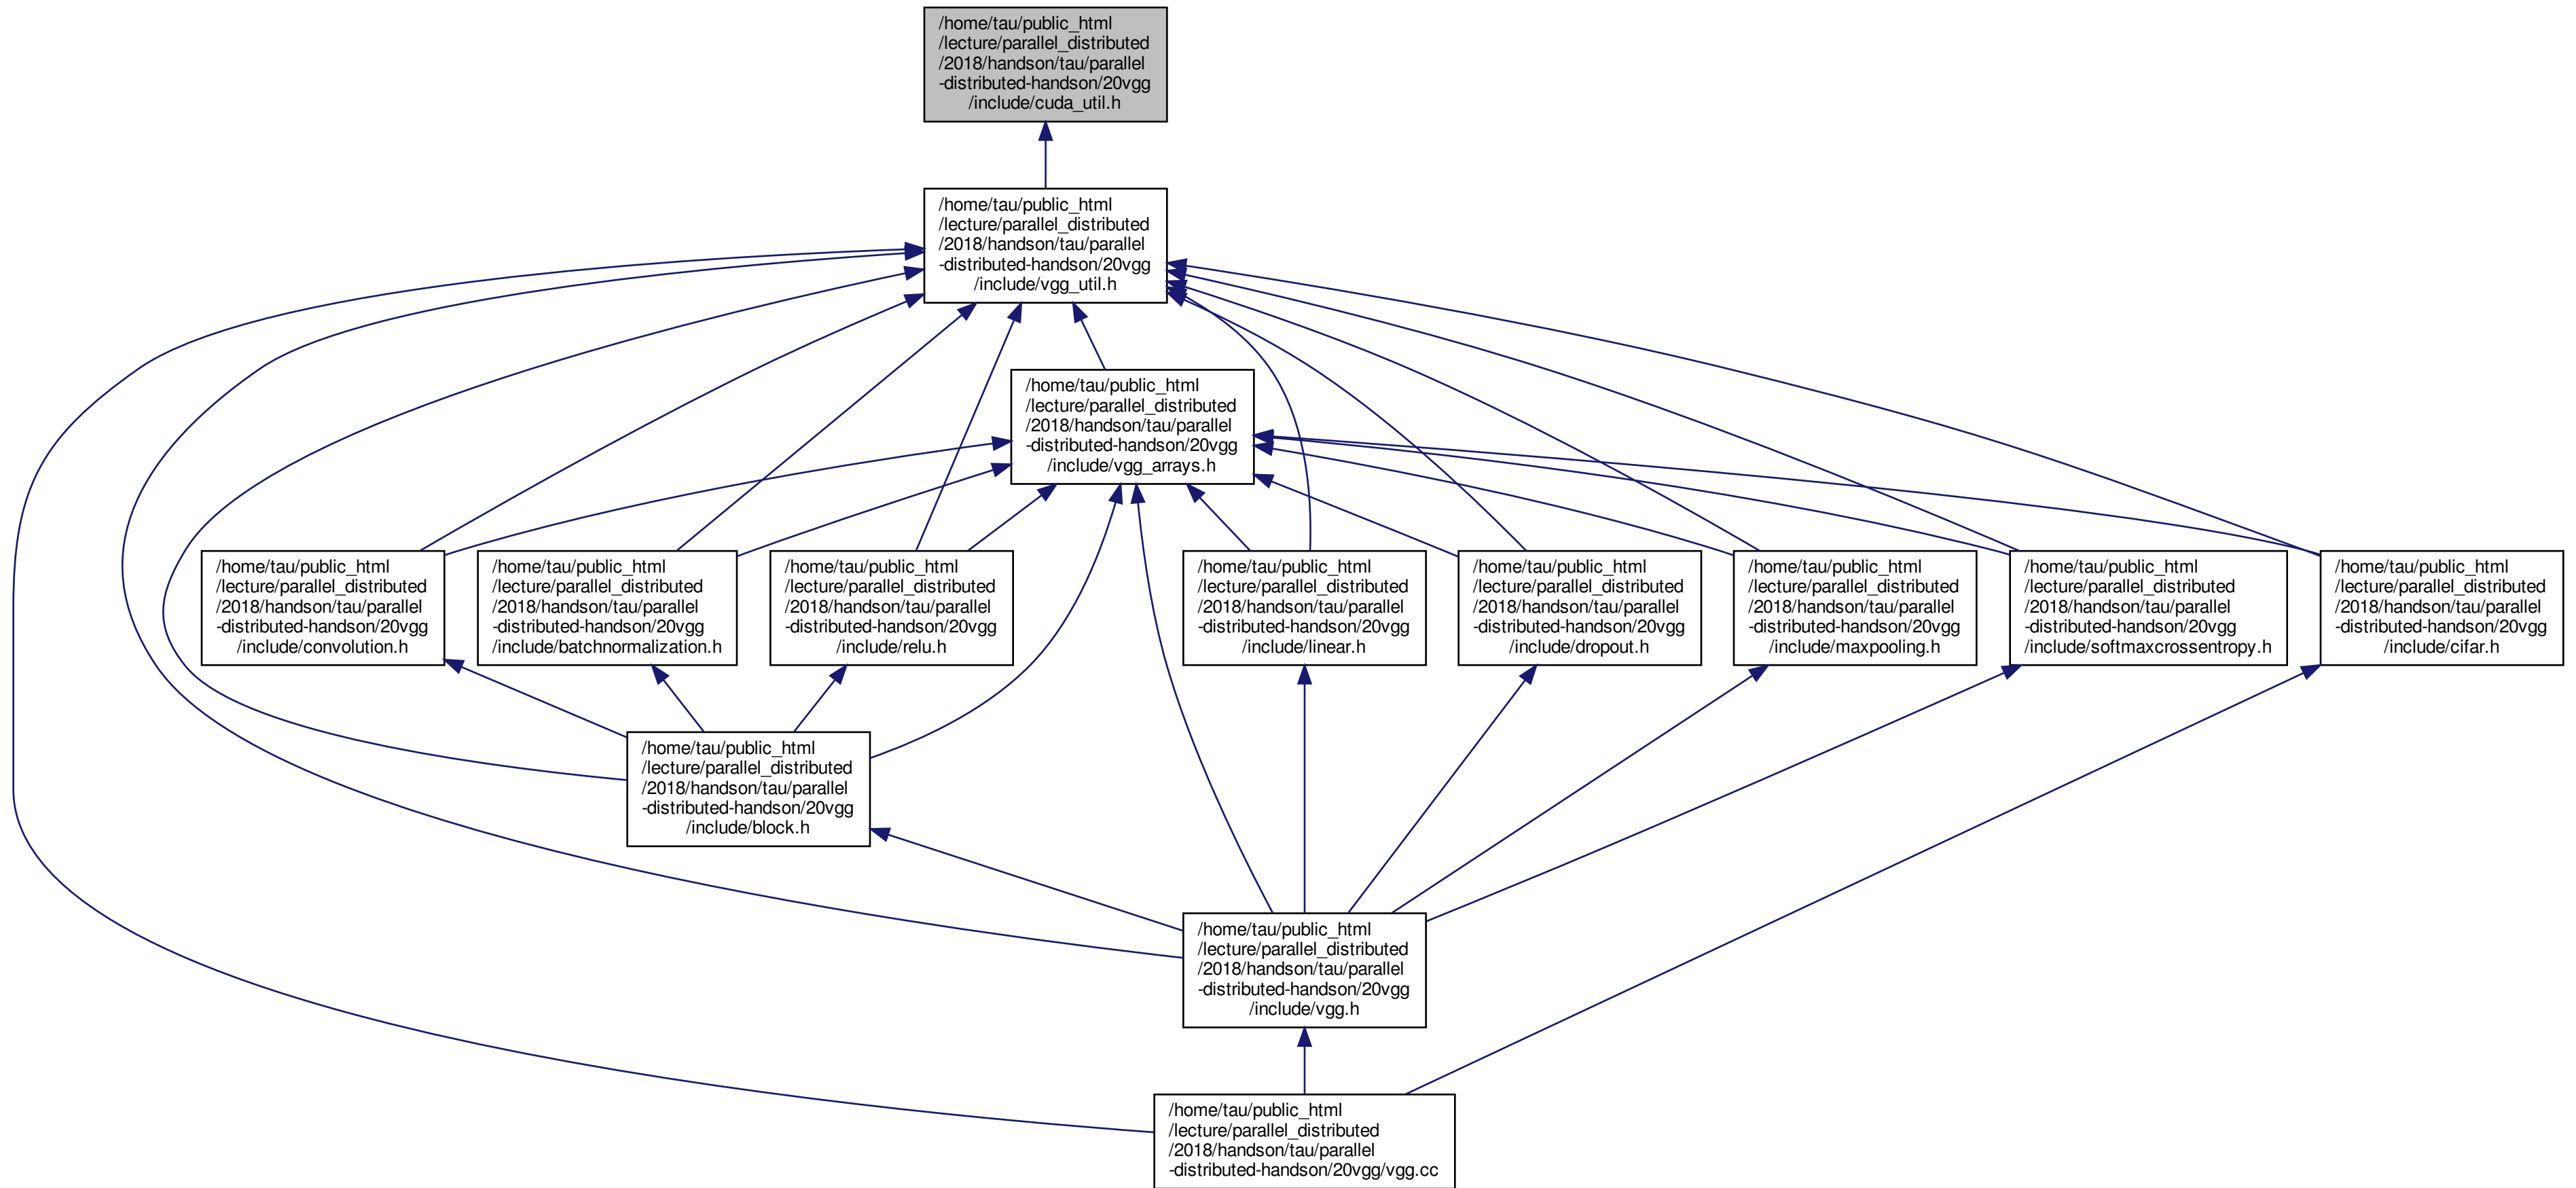 /home/tau/public_html
/lecture/parallel_distributed
/2018/handson/tau/parallel
-distributed-handson/20vgg
/include/cuda_util.h
/home/tau/public_html
/lecture/parallel_distributed
/2018/handson/tau/parallel
-distributed-handson/20vgg
/include/vgg_util.h
/home/tau/public_html
/lecture/parallel_distributed
/2018/handson/tau/parallel
-distributed-handson/20vgg
/include/vgg_arrays.h
/home/tau/public_html
/lecture/parallel_distributed
/2018/handson/tau/parallel
-distributed-handson/20vgg
/include/convolution.h
/home/tau/public_html
/lecture/parallel_distributed
/2018/handson/tau/parallel
-distributed-handson/20vgg
/include/batchnormalization.h
/home/tau/public_html
/lecture/parallel_distributed
/2018/handson/tau/parallel
-distributed-handson/20vgg
/include/relu.h
/home/tau/public_html
/lecture/parallel_distributed
/2018/handson/tau/parallel
-distributed-handson/20vgg
/include/linear.h
/home/tau/public_html
/lecture/parallel_distributed
/2018/handson/tau/parallel
-distributed-handson/20vgg
/include/dropout.h
/home/tau/public_html
/lecture/parallel_distributed
/2018/handson/tau/parallel
-distributed-handson/20vgg
/include/maxpooling.h
/home/tau/public_html
/lecture/parallel_distributed
/2018/handson/tau/parallel
-distributed-handson/20vgg
/include/softmaxcrossentropy.h
/home/tau/public_html
/lecture/parallel_distributed
/2018/handson/tau/parallel
-distributed-handson/20vgg
/include/cifar.h
/home/tau/public_html
/lecture/parallel_distributed
/2018/handson/tau/parallel
-distributed-handson/20vgg
/include/block.h
/home/tau/public_html
/lecture/parallel_distributed
/2018/handson/tau/parallel
-distributed-handson/20vgg
/include/vgg.h
/home/tau/public_html
/lecture/parallel_distributed
/2018/handson/tau/parallel
-distributed-handson/20vgg/vgg.cc